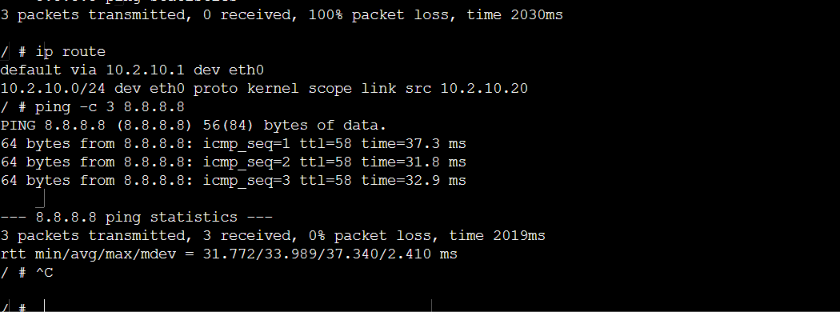 3 packets transmitted, 0 received, 100% packet loss, time 2030ms
/ # ip route
default via 10.2.10.1 dev eth0
10.2.10.0/24 dev eth0 proto kernel scope link src 10.2.10.20
/ # ping -c 3 8.8.8.8
PING 8.8.8.8 (8.8.8.8) 56(84) bytes of data.
64 bytes from 8.8.8.8: icmp_seq=1 ttl=58 time=37.3 ms
64 bytes from 8.8.8.8: icmp_seq=2 ttl=58 time=31.8 ms
64 bytes from 8.8.8.8: icmp_seq=3 ttl=58 time=32.9 ms
--- 8.8.8.8 ping statistics ---
3 packets transmitted, 3 received, 0% packet loss, time 2019ms
rtt min/avg/max/mdev = 31.772/33.989/37.340/2.410 ms
/ # ^C
/ #